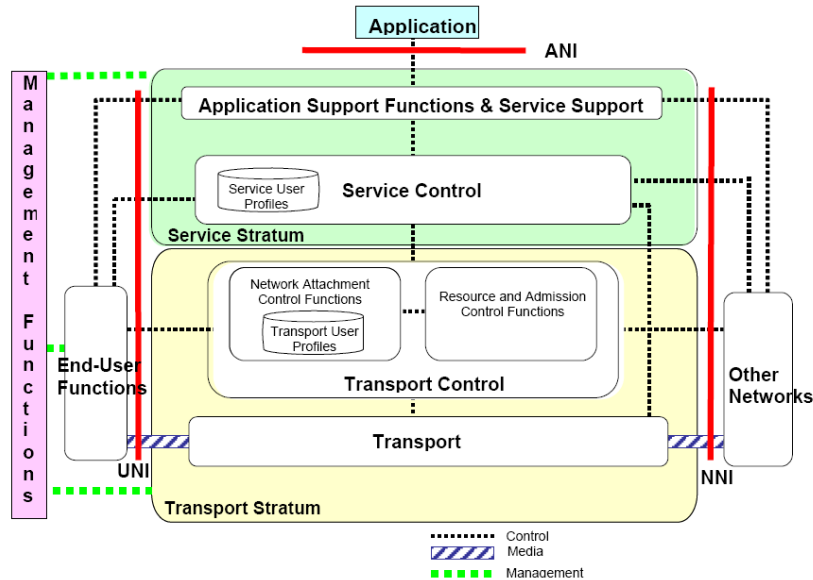 Application
ANI
Management Functions
Application Support Functions & Service Support
Service User
Profiles
Service Control
Service Stratum
Network Attachment
Control Functions
Transport User
Profiles
Resource and Admission
Control Functions
Transport Control
End-User
Functions
Other
Networks
Transport
UNI
NNI
Transport Stratum
Control
Media
Management